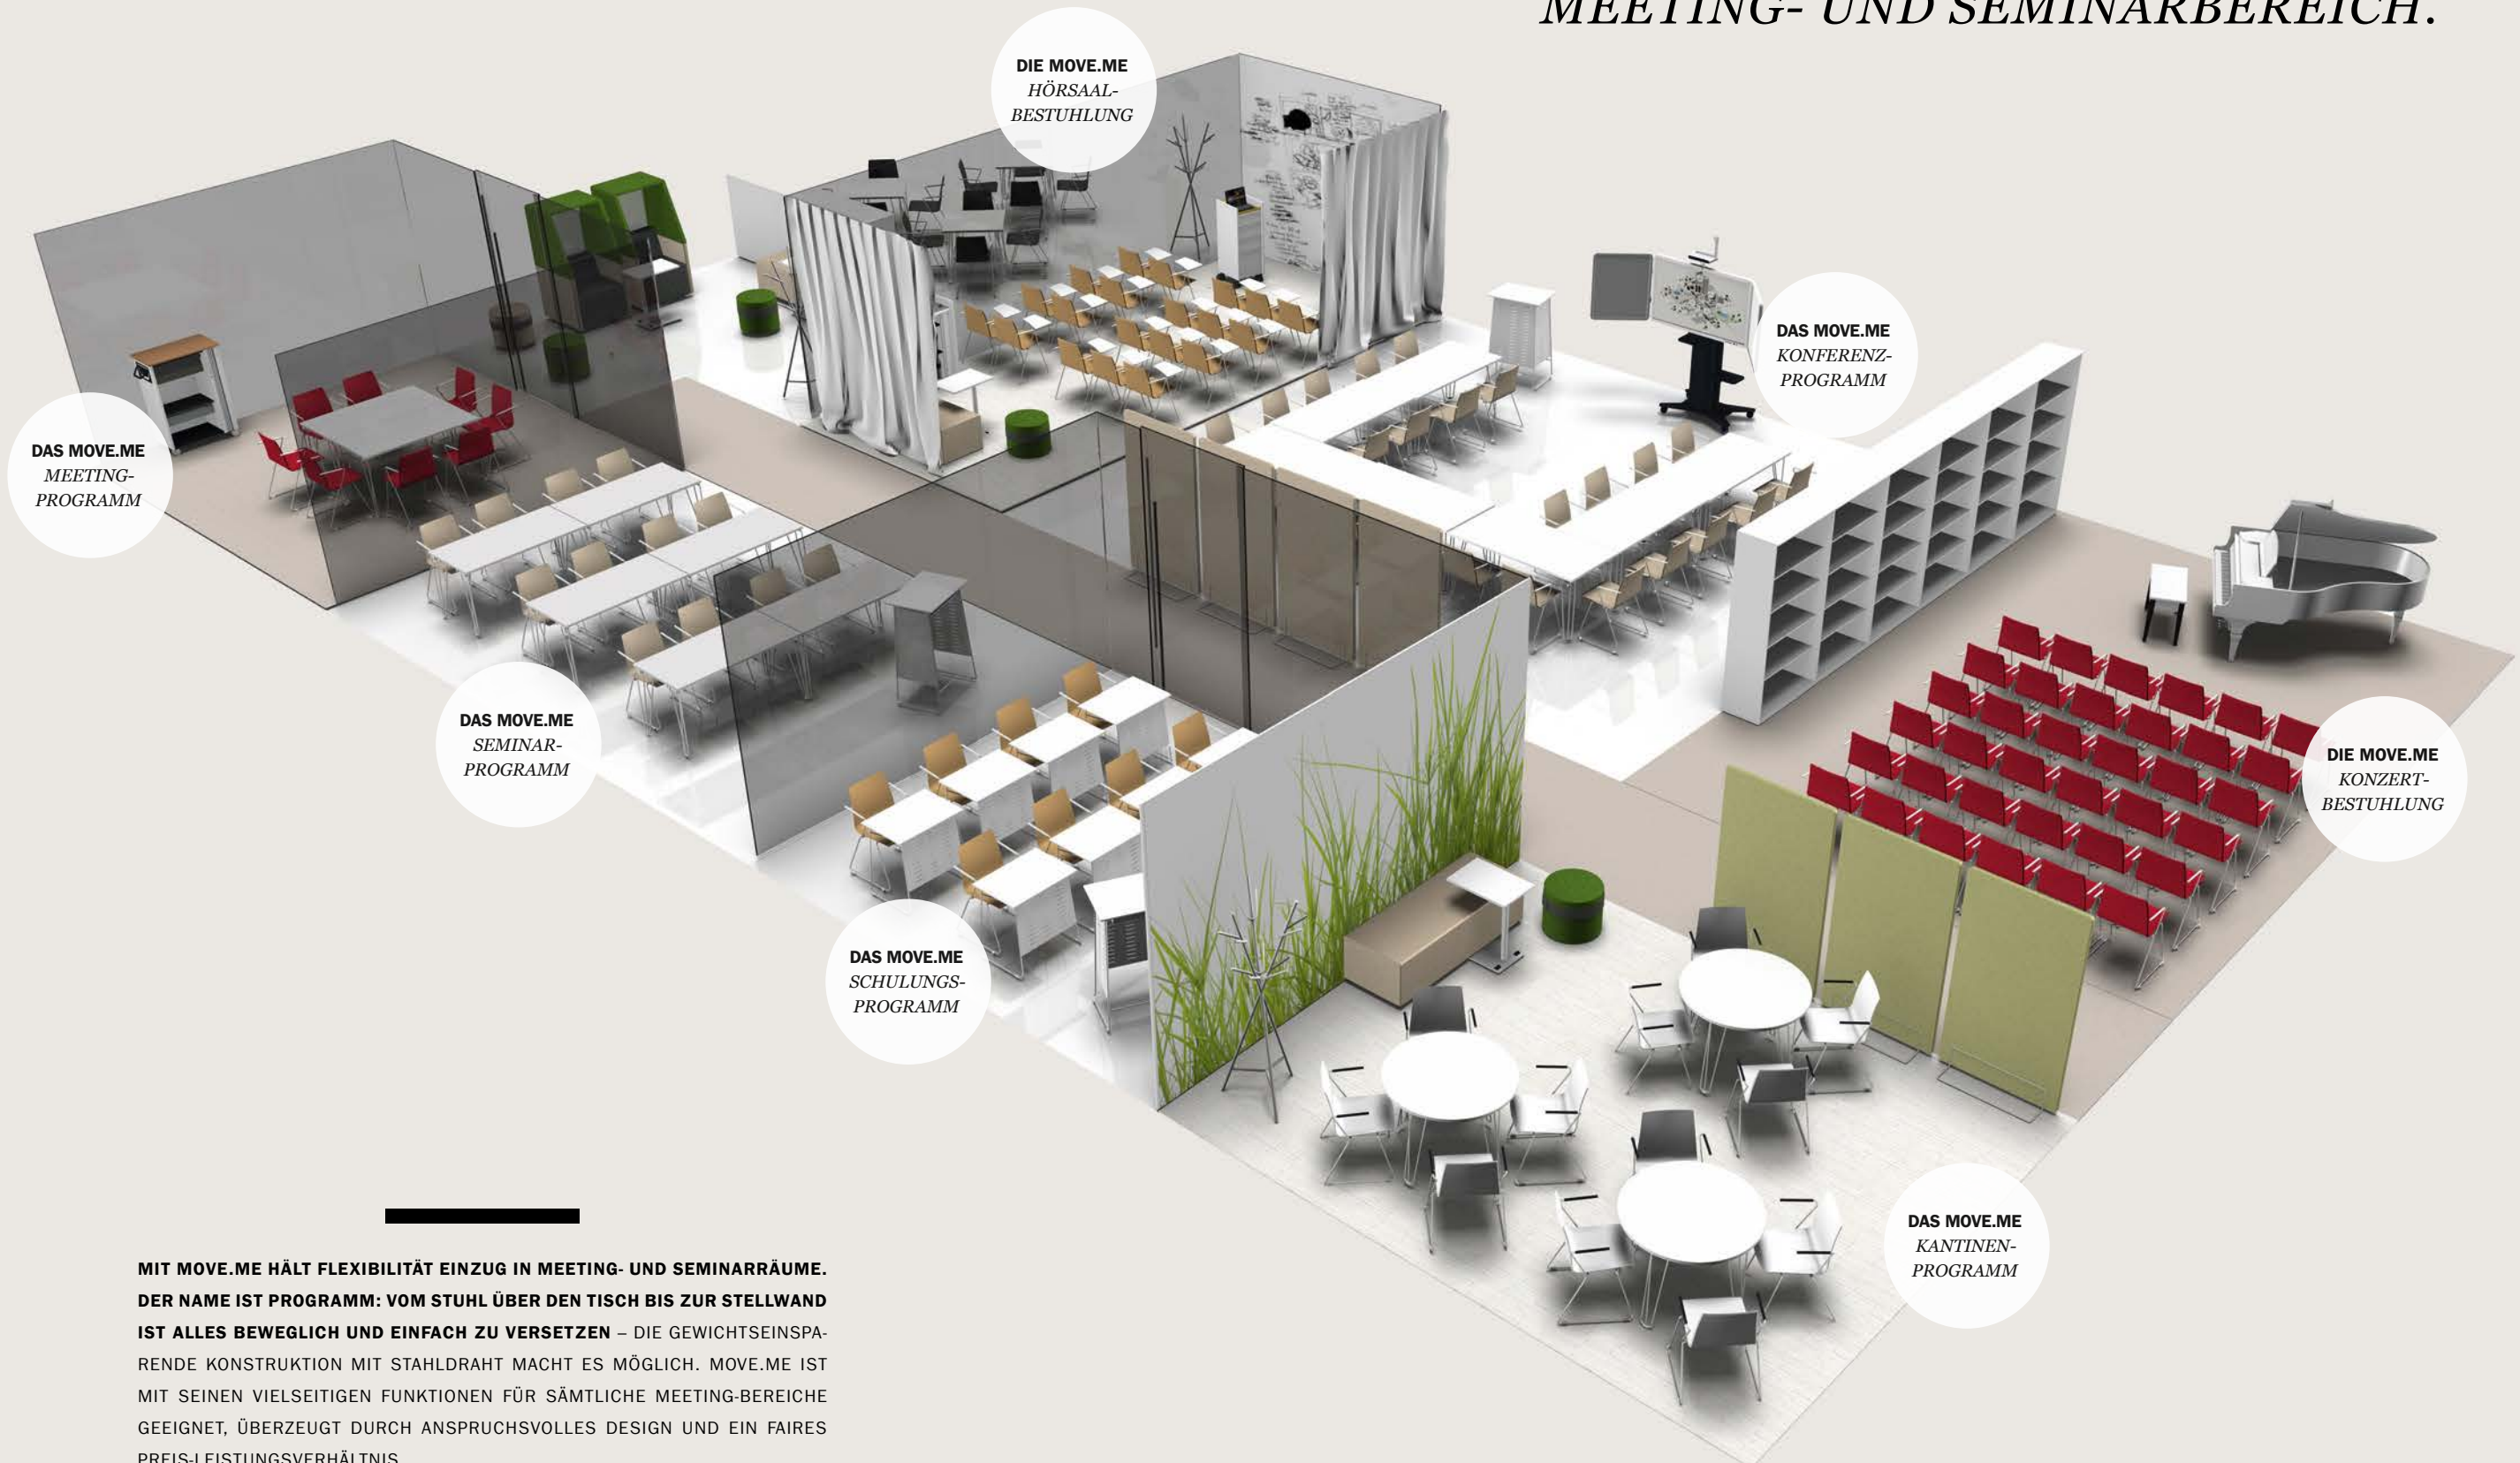 MEETING- UND SEMINARBEREICH.
DIE MOVE.ME
HÖRSAAL-
BESTUHLUNG
DAS MOVE.ME
KONFERENZ-
PROGRAMM
DAS MOVE.ME
MEETING-
PROGRAMM
DAS MOVE.ME
SEMINAR-
PROGRAMM
DIE MOVE.ME
KONZERT-
BESTUHLUNG
DAS MOVE.ME
SCHULUNGS-
PROGRAMM
DAS MOVE.ME
KANTINEN-
PROGRAMM
MIT MOVE.ME HÄLT FLEXIBILITÄT EINZUG IN MEETING- UND SEMINARRÄUME.
DER NAME IST PROGRAMM: VOM STUHL ÜBER DEN TISCH BIS ZUR STELLWAND
IST ALLES BEWEGLICH UND EINFACH ZU VERSETZEN – DIE GEWICHTSEINSPA-
RENDE KONSTRUKTION MIT STAHLDRAHT MACHT ES MÖGLICH. MOVE.ME IST
MIT SEINEN VIELSEITIGEN FUNKTIONEN FÜR SÄMTLICHE MEETING-BEREICHE
GEEIGNET, ÜBERZEUGT DURCH ANSPRUCHSVOLLES DESIGN UND EIN FAIRES
PREIS-LEISTUNGSVERHÄLTNIS.